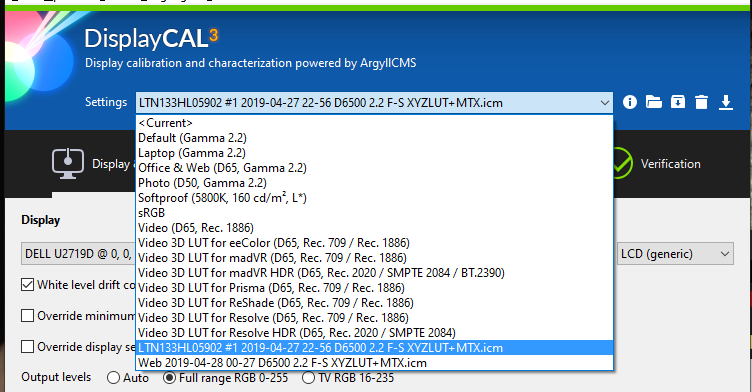 DisplayCAL3
Display calibration and characterization powered by ArgyllCMS
Settings LTN133HL05902 #1 2019-04-27 22-56 D6500 2.2 F-S XYZLUT+MTX.icm
<Current>
Default (Gamma 2.2)
Laptop (Gamma 2.2)
Office & Web (D65, Gamma 2.2)
Photo (D50, Gamma 2.2)
Softproof (5800K, 160 cd/m², L*)
sRGB
Video (D65, Rec. 1886)
Video 3D LUT for eeColor (D65, Rec. 709 / Rec. 1886)
Video 3D LUT for madVR (D65, Rec. 709 / Rec. 1886)
Video 3D LUT for madVR HDR (D65, Rec. 2020 / SMPTE 2084 / BT.2390)
Video 3D LUT for Prisma (D65, Rec. 709 / Rec. 1886)
Video 3D LUT for ReShade (D65, Rec. 709 / Rec. 1886)
Video 3D LUT for Resolve (D65, Rec. 709 / Rec. 1886)
Video 3D LUT for Resolve HDR (D65, Rec. 2020 / SMPTE 2084)
LTN133HL05902 #1 2019-04-27 22-56 D6500 2.2 F-S XYZLUT+MTX.icm
Web 2019-04-28 00-27 D6500 2.2 F-S XYZLUT+MTX.icm
Display
Verification
Display
DELL U2719D @ 0, 0,
LCD (generic)
White level drift co
Override minimum
Override display se
Output levels Auto Full range RGB 0-255 TV RGB 16-235